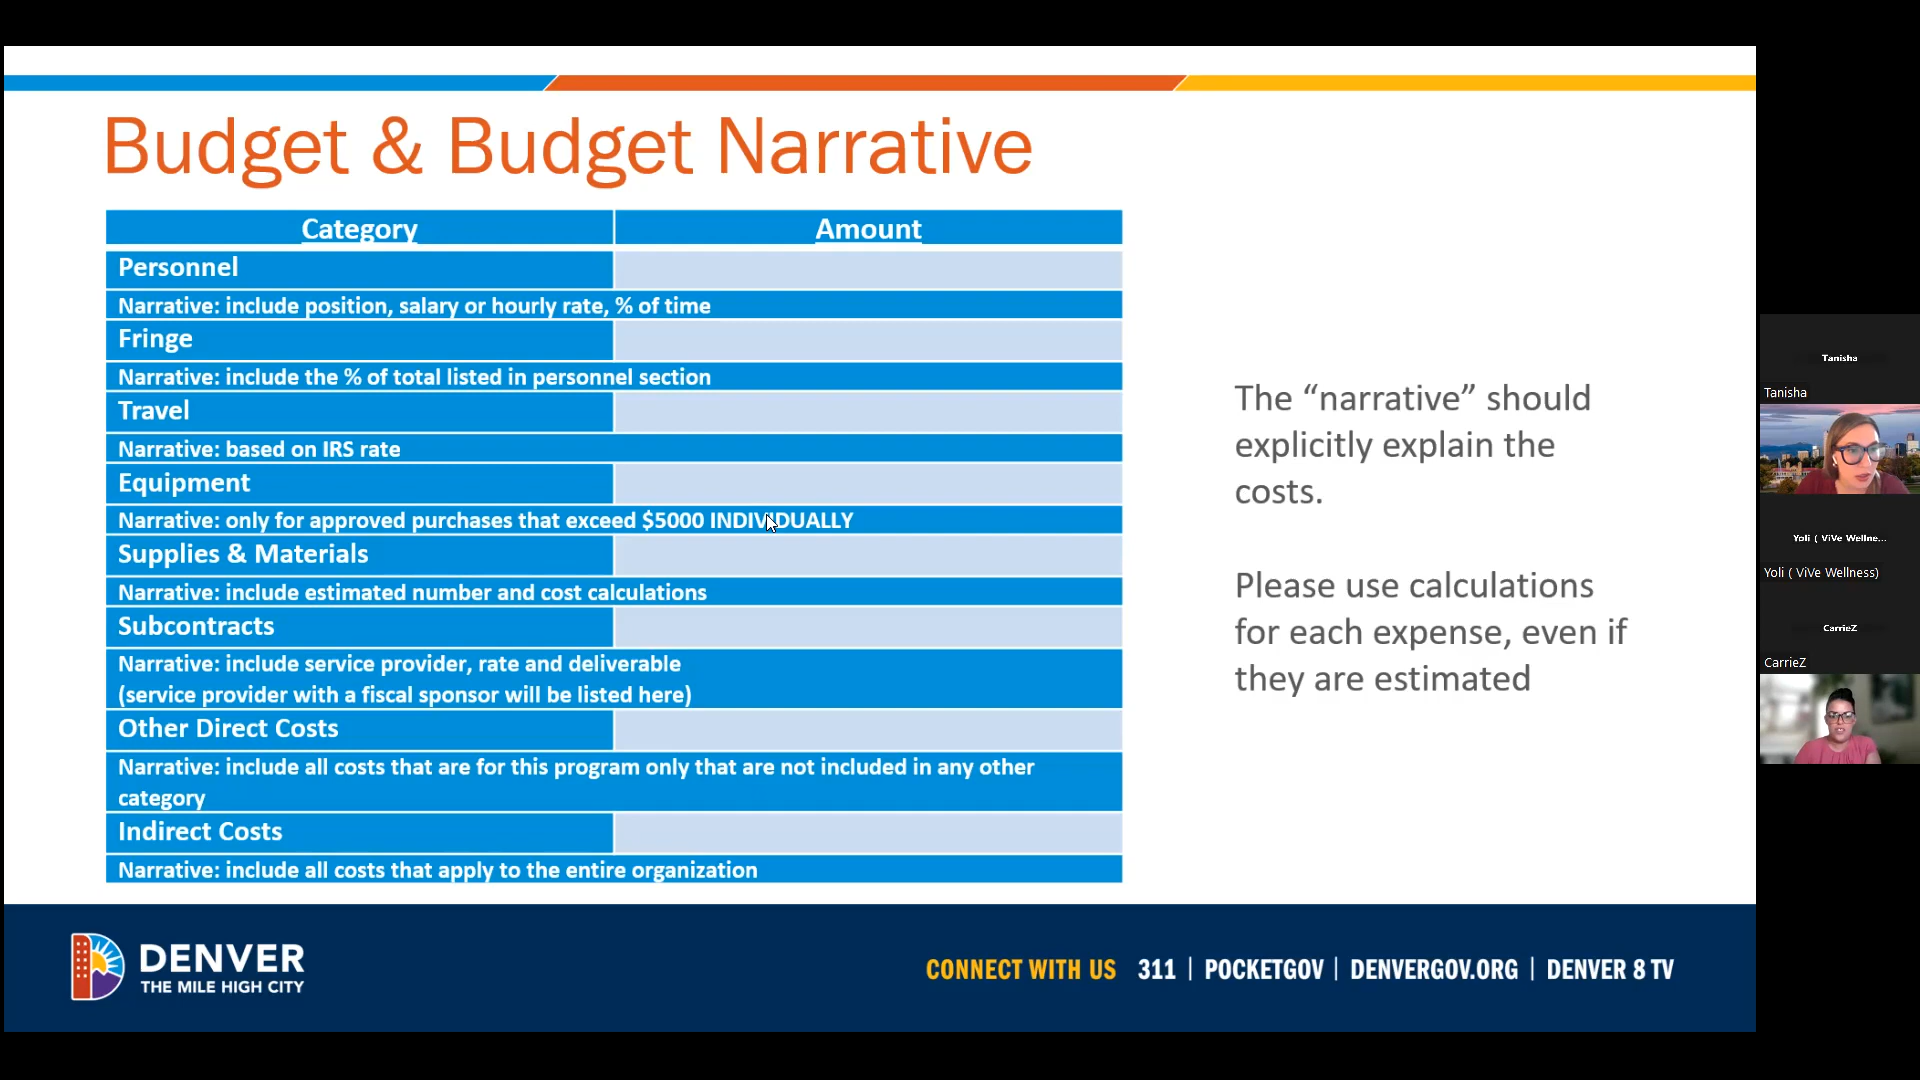 Budget & Budget Narrative
Category
Amount
Personnel
Narrative: include position, salary or hourly rate, % of time
Fringe
Narrative: include the % of total listed in personnel section
Travel
Narrative: based on IRS rate
Equipment
Narrative: only for approved purchases that exceed $5000 INDIVIDUALLY
Supplies & Materials
Narrative: include estimated number and cost calculations
Subcontracts
Narrative: include service provider, rate and deliverable
(service provider with a fiscal sponsor will be listed here)
Other Direct Costs
Narrative: include all costs that are for this program only that are not included in any other
category
Indirect Costs
Narrative: include all costs that apply to the entire organization
The “narrative” should
explicitly explain the
costs.
Please use calculations
for each expense, even if
they are estimated
DENVER
THE MILE HIGH CITY
CONNECT WITH US 311 | POCKETGOV | DENVERGOV.ORG | DENVER 8 TV
Tanisha
Tanisha
Yoli ( ViVe Wellne...
Yoli ( ViVe Wellness)
CarrieZ
CarrieZ